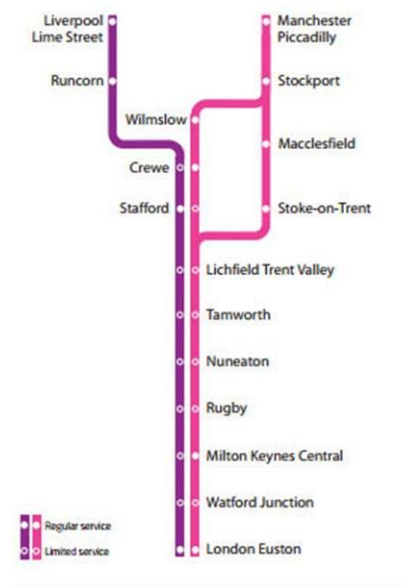 Liverpool
Lime Street
Manchester
Piccadilly
Runcorn
Stockport
Wilmslow
Macclesfield
Crewe
Stafford
Stoke-on-Trent
Lichfield Trent Valley
Tamworth
Nuneaton
Rugby
Milton Keynes Central
Watford Junction
Regular service
Limited service
London Euston